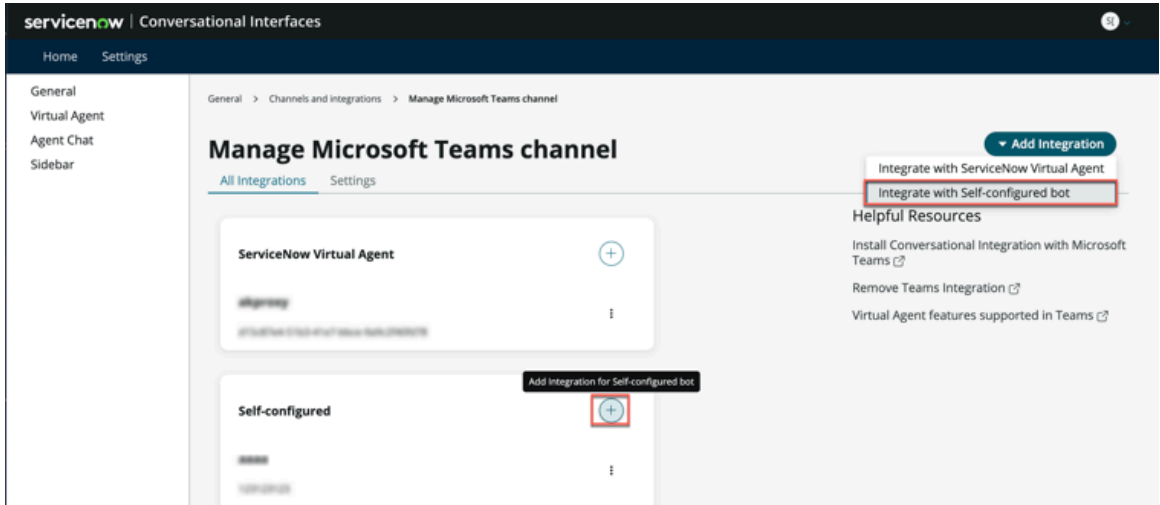 servicenow | Conversational Interfaces
Home Settings
General
Virtual Agent
Agent Chat
Sidebar
General > Channels and integrations > Manage Microsoft Teams channel
Manage Microsoft Teams channel
Add Integration
Integrate with ServiceNow Virtual Agent
Integrate with Self-configured bot
All Integrations Settings
Helpful Resources
Install Conversational Integration with Microsoft
Teams
Remove Teams Integration
Virtual Agent features supported in Teams
ServiceNow Virtual Agent
Add Integration for Self-configured bot
Self-configured